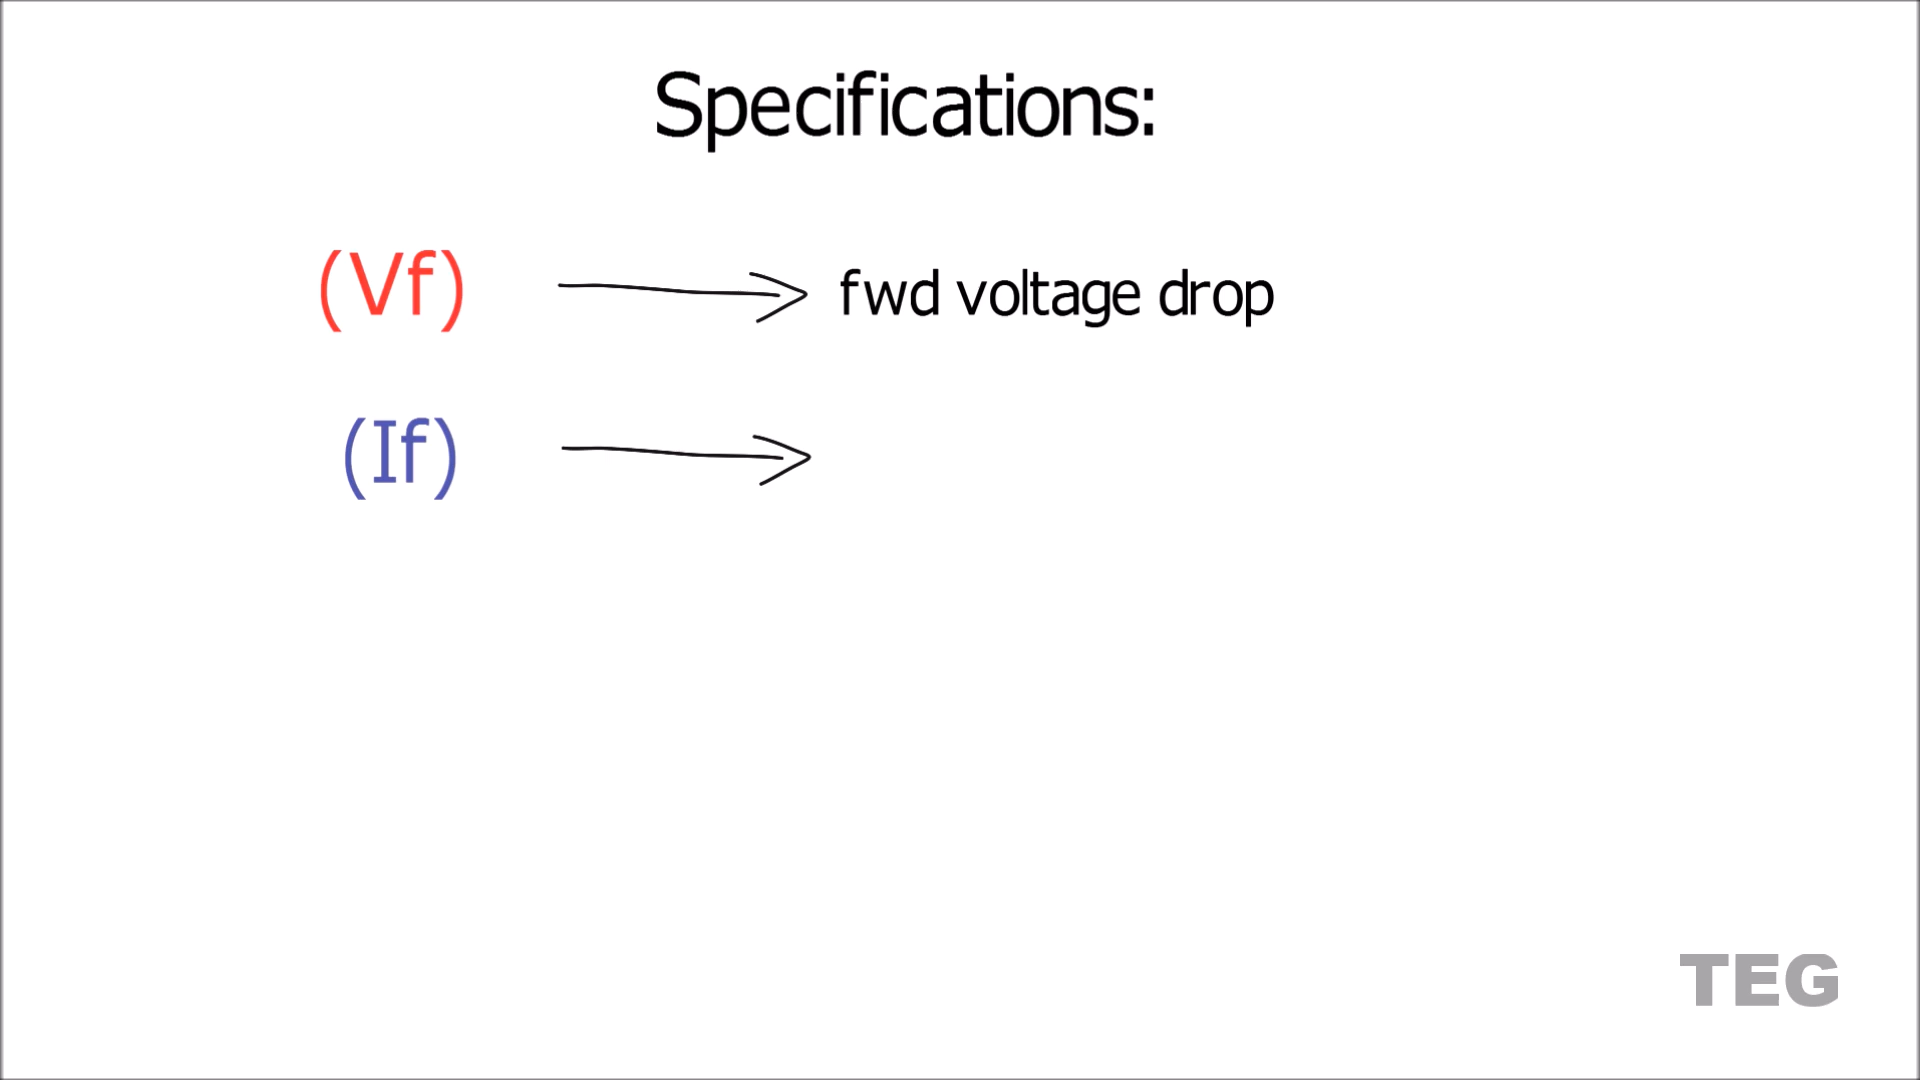 Specifications:
(Vf) fwd voltage drop
(If)
TEG